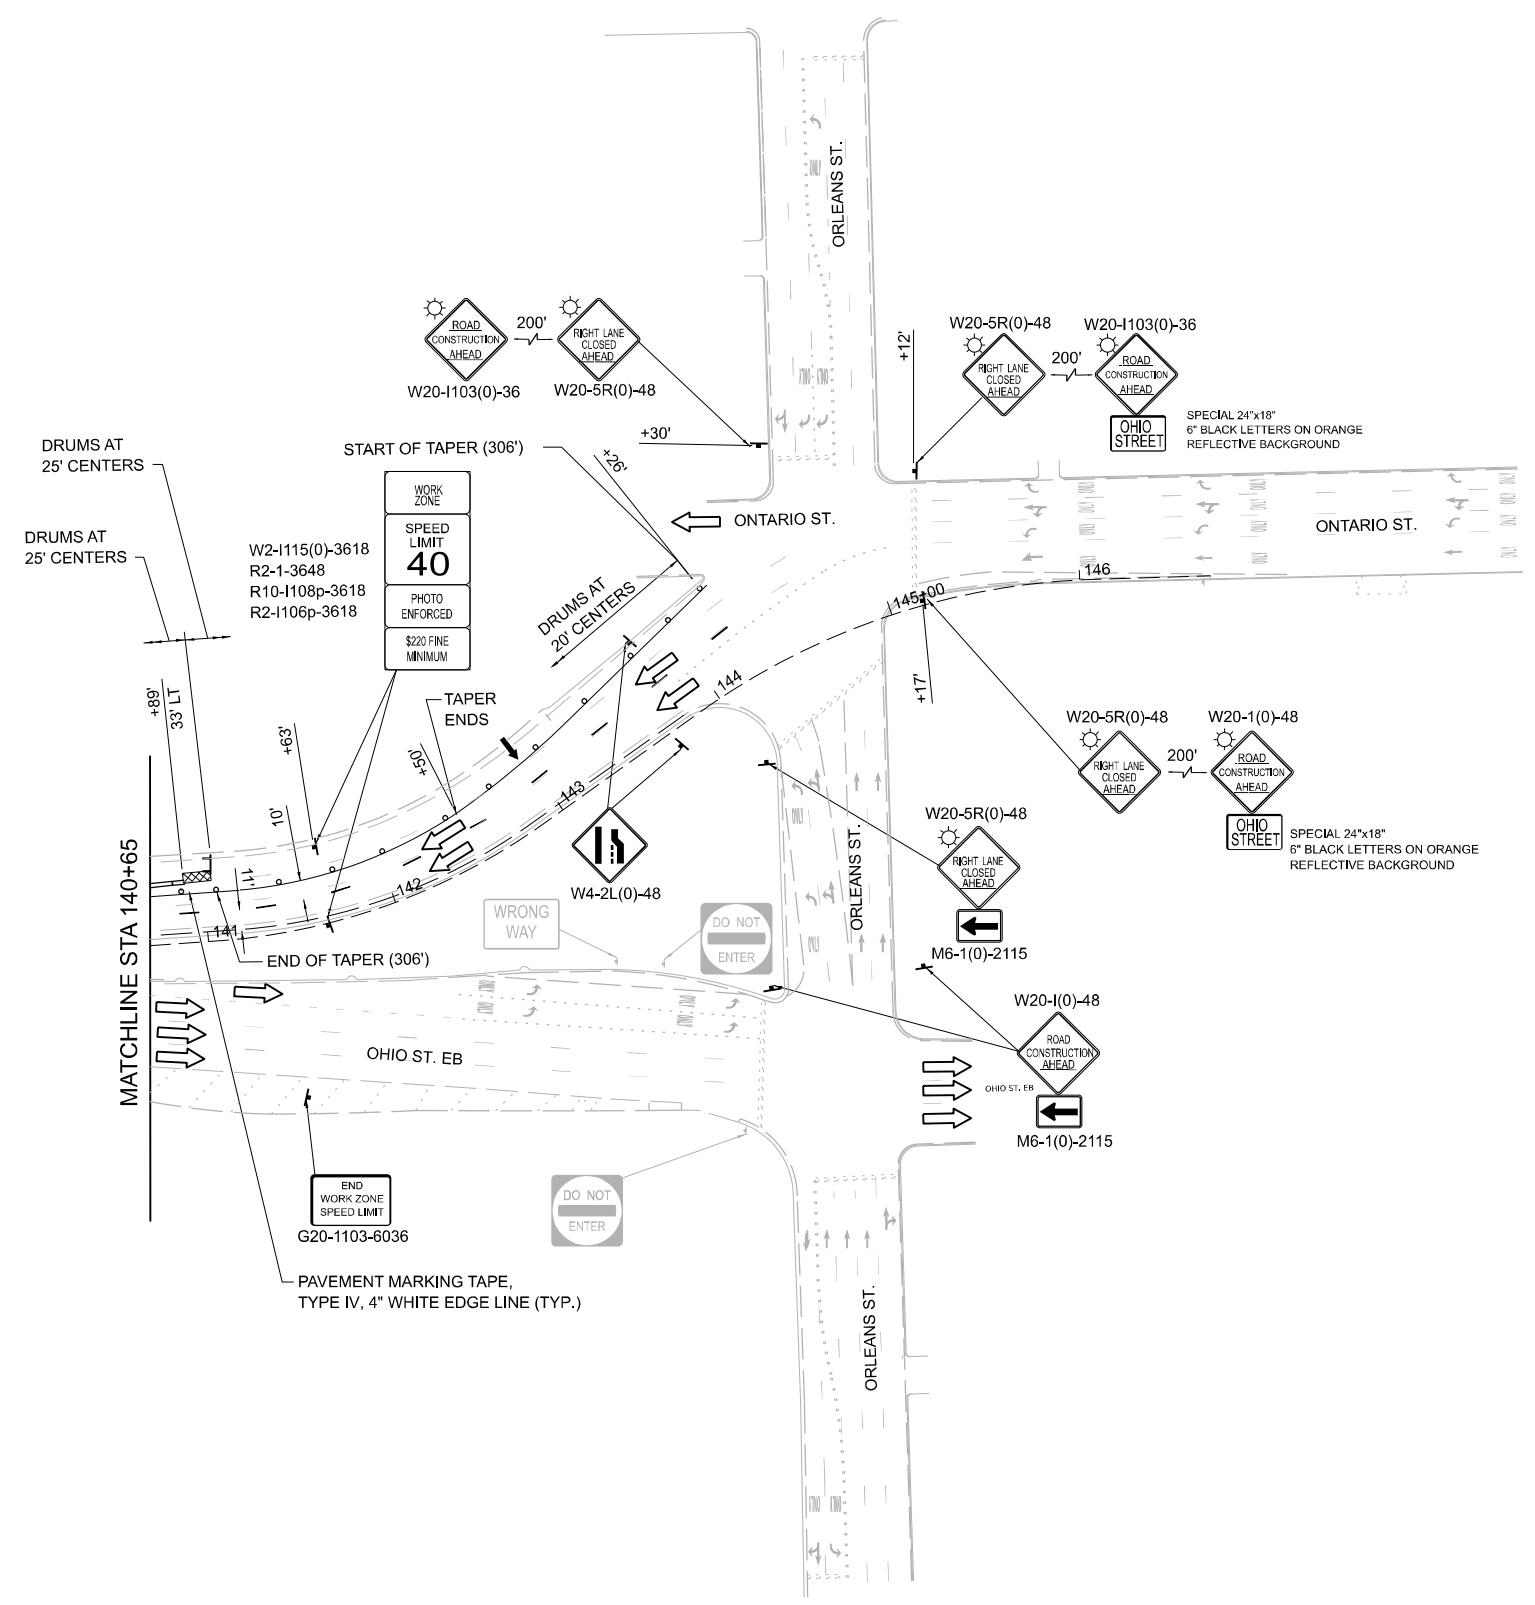 ORLEANS ST.
ONLY
ONLY
ONLY ONLY
ROAD
CONSTRUCTION
AHEAD
200'
RIGHT LANE
CLOSED
AHEAD
W20-I103(0)-36
W20-5R(0)-48
+30'
+12'
W20-5R(0)-48
W20-I103(0)-36
RIGHT LANE
CLOSED
AHEAD
200'
ROAD
CONSTRUCTION
AHEAD
OHIO
STREET
SPECIAL 24"x18"
6" BLACK LETTERS ON ORANGE
REFLECTIVE BACKGROUND
DRUMS AT
25' CENTERS
START OF TAPER (306')
+26'
DRUMS AT
25' CENTERS
WORK
ZONE
SPEED
LIMIT
40
PHOTO
ENFORCED
$220 FINE
MINIMUM
W2-I115(0)-3618
R2-1-3648
R10-I108p-3618
R2-I106p-3618
ONTARIO ST.
ONTARIO ST.
DRUMS AT
20' CENTERS
146
145+00
144
143
142
141
+17'
+89'
33' LT
+63'
10'
11'
+50'
TAPER
ENDS
W4-2L(0)-48
W20-5R(0)-48
W20-1(0)-48
RIGHT LANE
CLOSED
AHEAD
200'
ROAD
CONSTRUCTION
AHEAD
OHIO
STREET
SPECIAL 24"x18"
6" BLACK LETTERS ON ORANGE
REFLECTIVE BACKGROUND
W20-5R(0)-48
RIGHT LANE
CLOSED
AHEAD
M6-1(0)-2115
ORLEANS ST.
ONLY
ONLY
WRONG
WAY
DO NOT
ENTER
END OF TAPER (306')
MATCHLINE STA 140+65
W20-I(0)-48
ROAD
CONSTRUCTION
AHEAD
M6-1(0)-2115
OHIO ST. EB
OHIO ST. EB
END
WORK ZONE
SPEED LIMIT
G20-1103-6036
DO NOT
ENTER
PAVEMENT MARKING TAPE,
TYPE IV, 4" WHITE EDGE LINE (TYP.)
ORLEANS ST.
ONLY ONLY